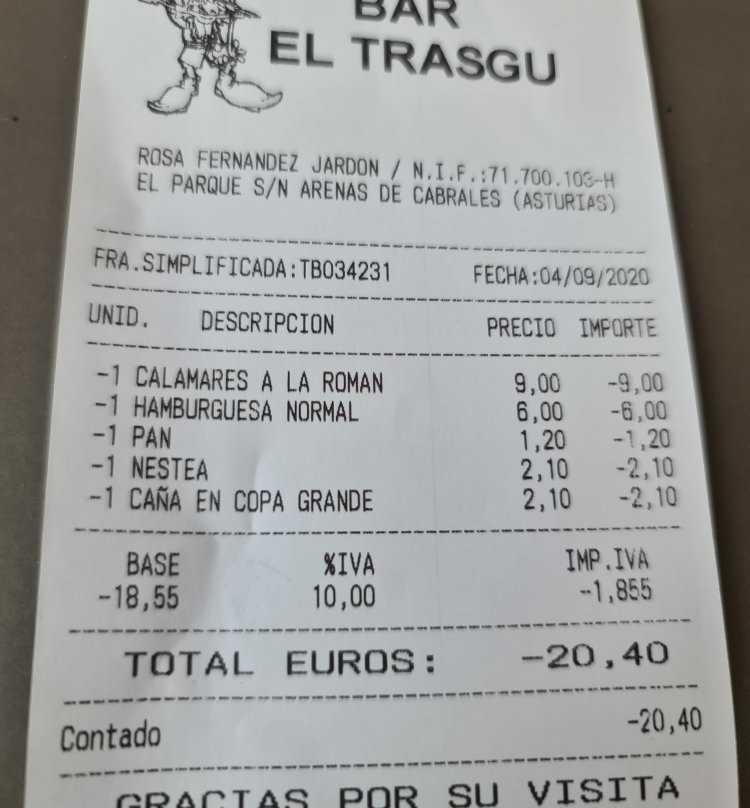 BAR
EL TRASGU
ROSA FERNANDEZ JARDON / N.I.F.:71.700.103-H
EL PARQUE S/N ARENAS DE CABRALES (ASTURIAS)
FRA.SIMPLIFICADA:TB034231 FECHA:04/09/2020
UNID. DESCRIPCION PRECIO IMPORTE
-1 CALAMARES A LA ROMAN 9,00 -9,00
-1 HAMBURGUESA NORMAL 6,00 -6,00
-1 PAN 1,20 -1,20
-1 NESTEA 2,10 -2,10
-1 CAÑA EN COPA GRANDE 2,10 -2,10
BASE %IVA IMP.IVA
-18,55 10,00 -1,855
TOTAL EUROS: -20,40
Contado -20,40
GRACIAS POR SU VISITA